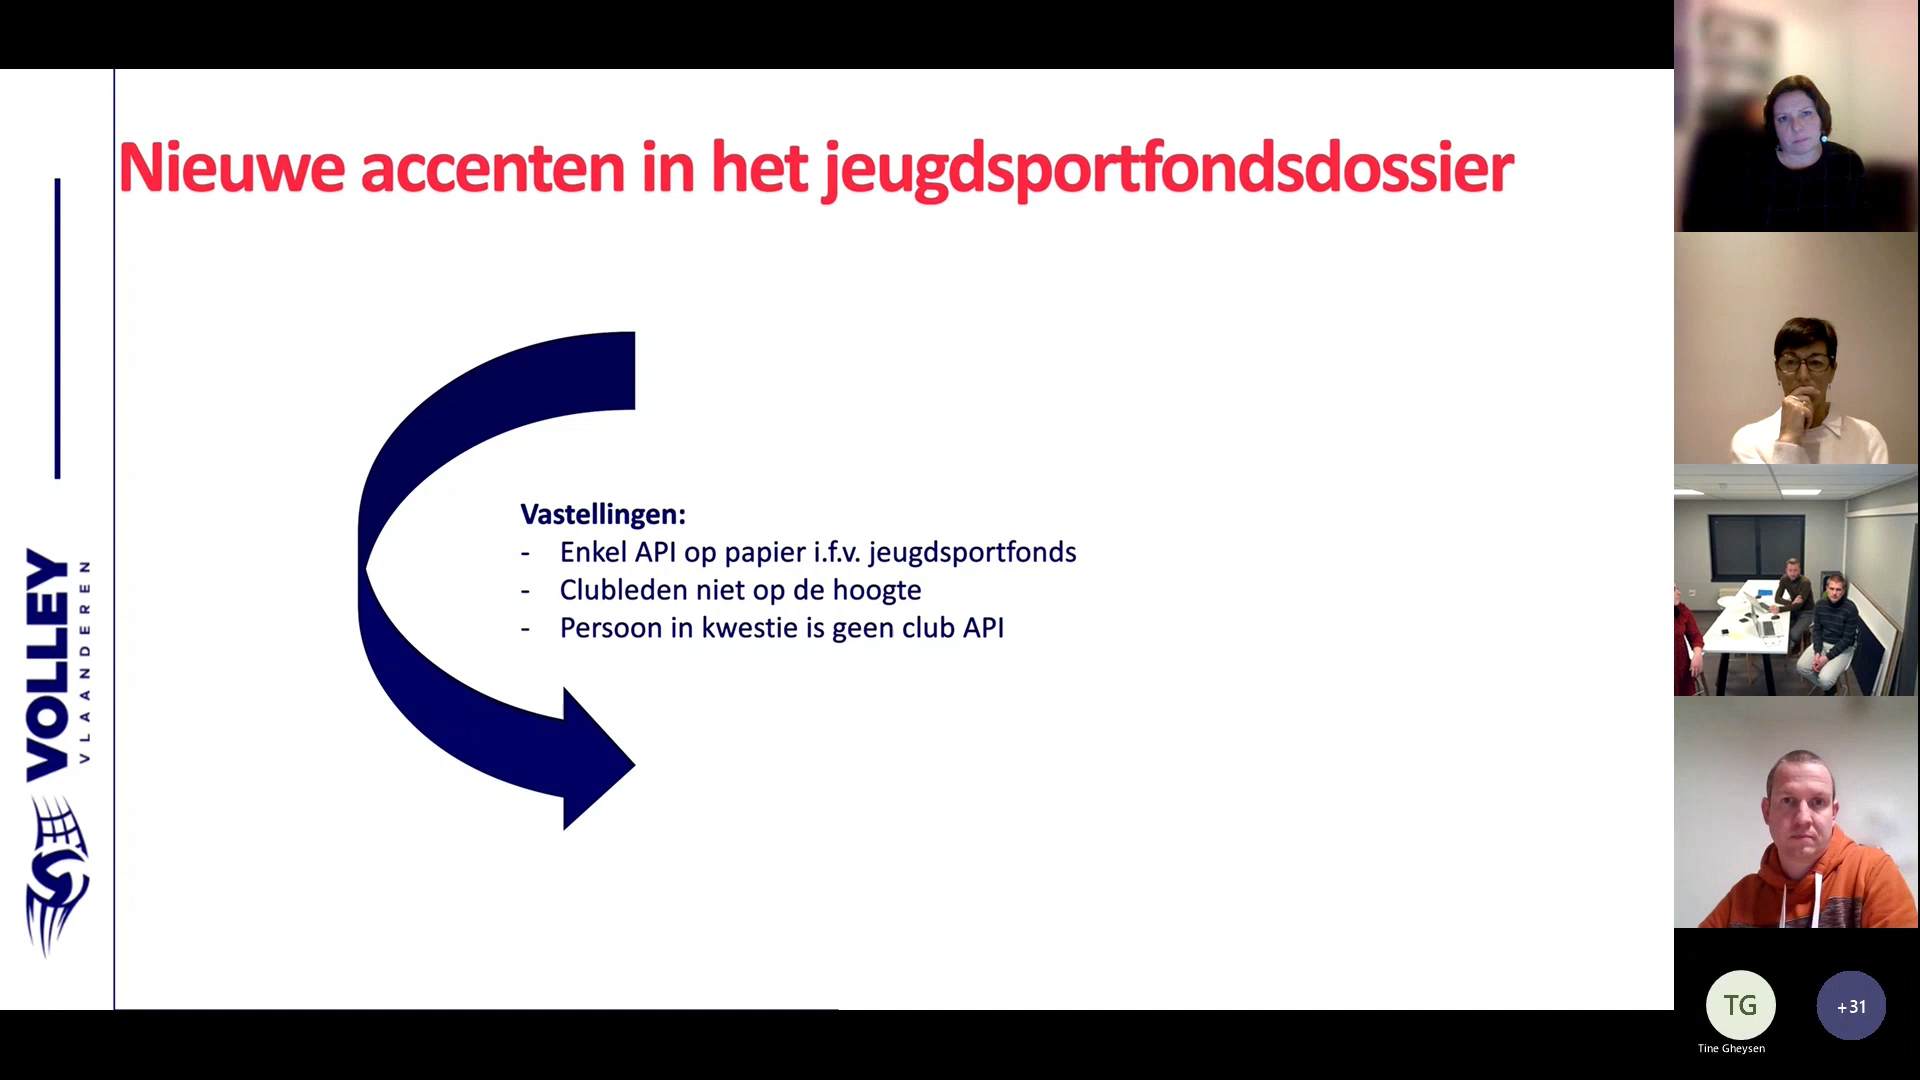 Nieuwe accenten in het jeugdsportfondsdossier
Vastellingen:
- Enkel API op papier i.f.v. jeugdsportfonds
- Clubleden niet op de hoogte
- Persoon in kwestie is geen club API
VOLLEY
VLAANDEREN
TG
+31
Tine Gheysen